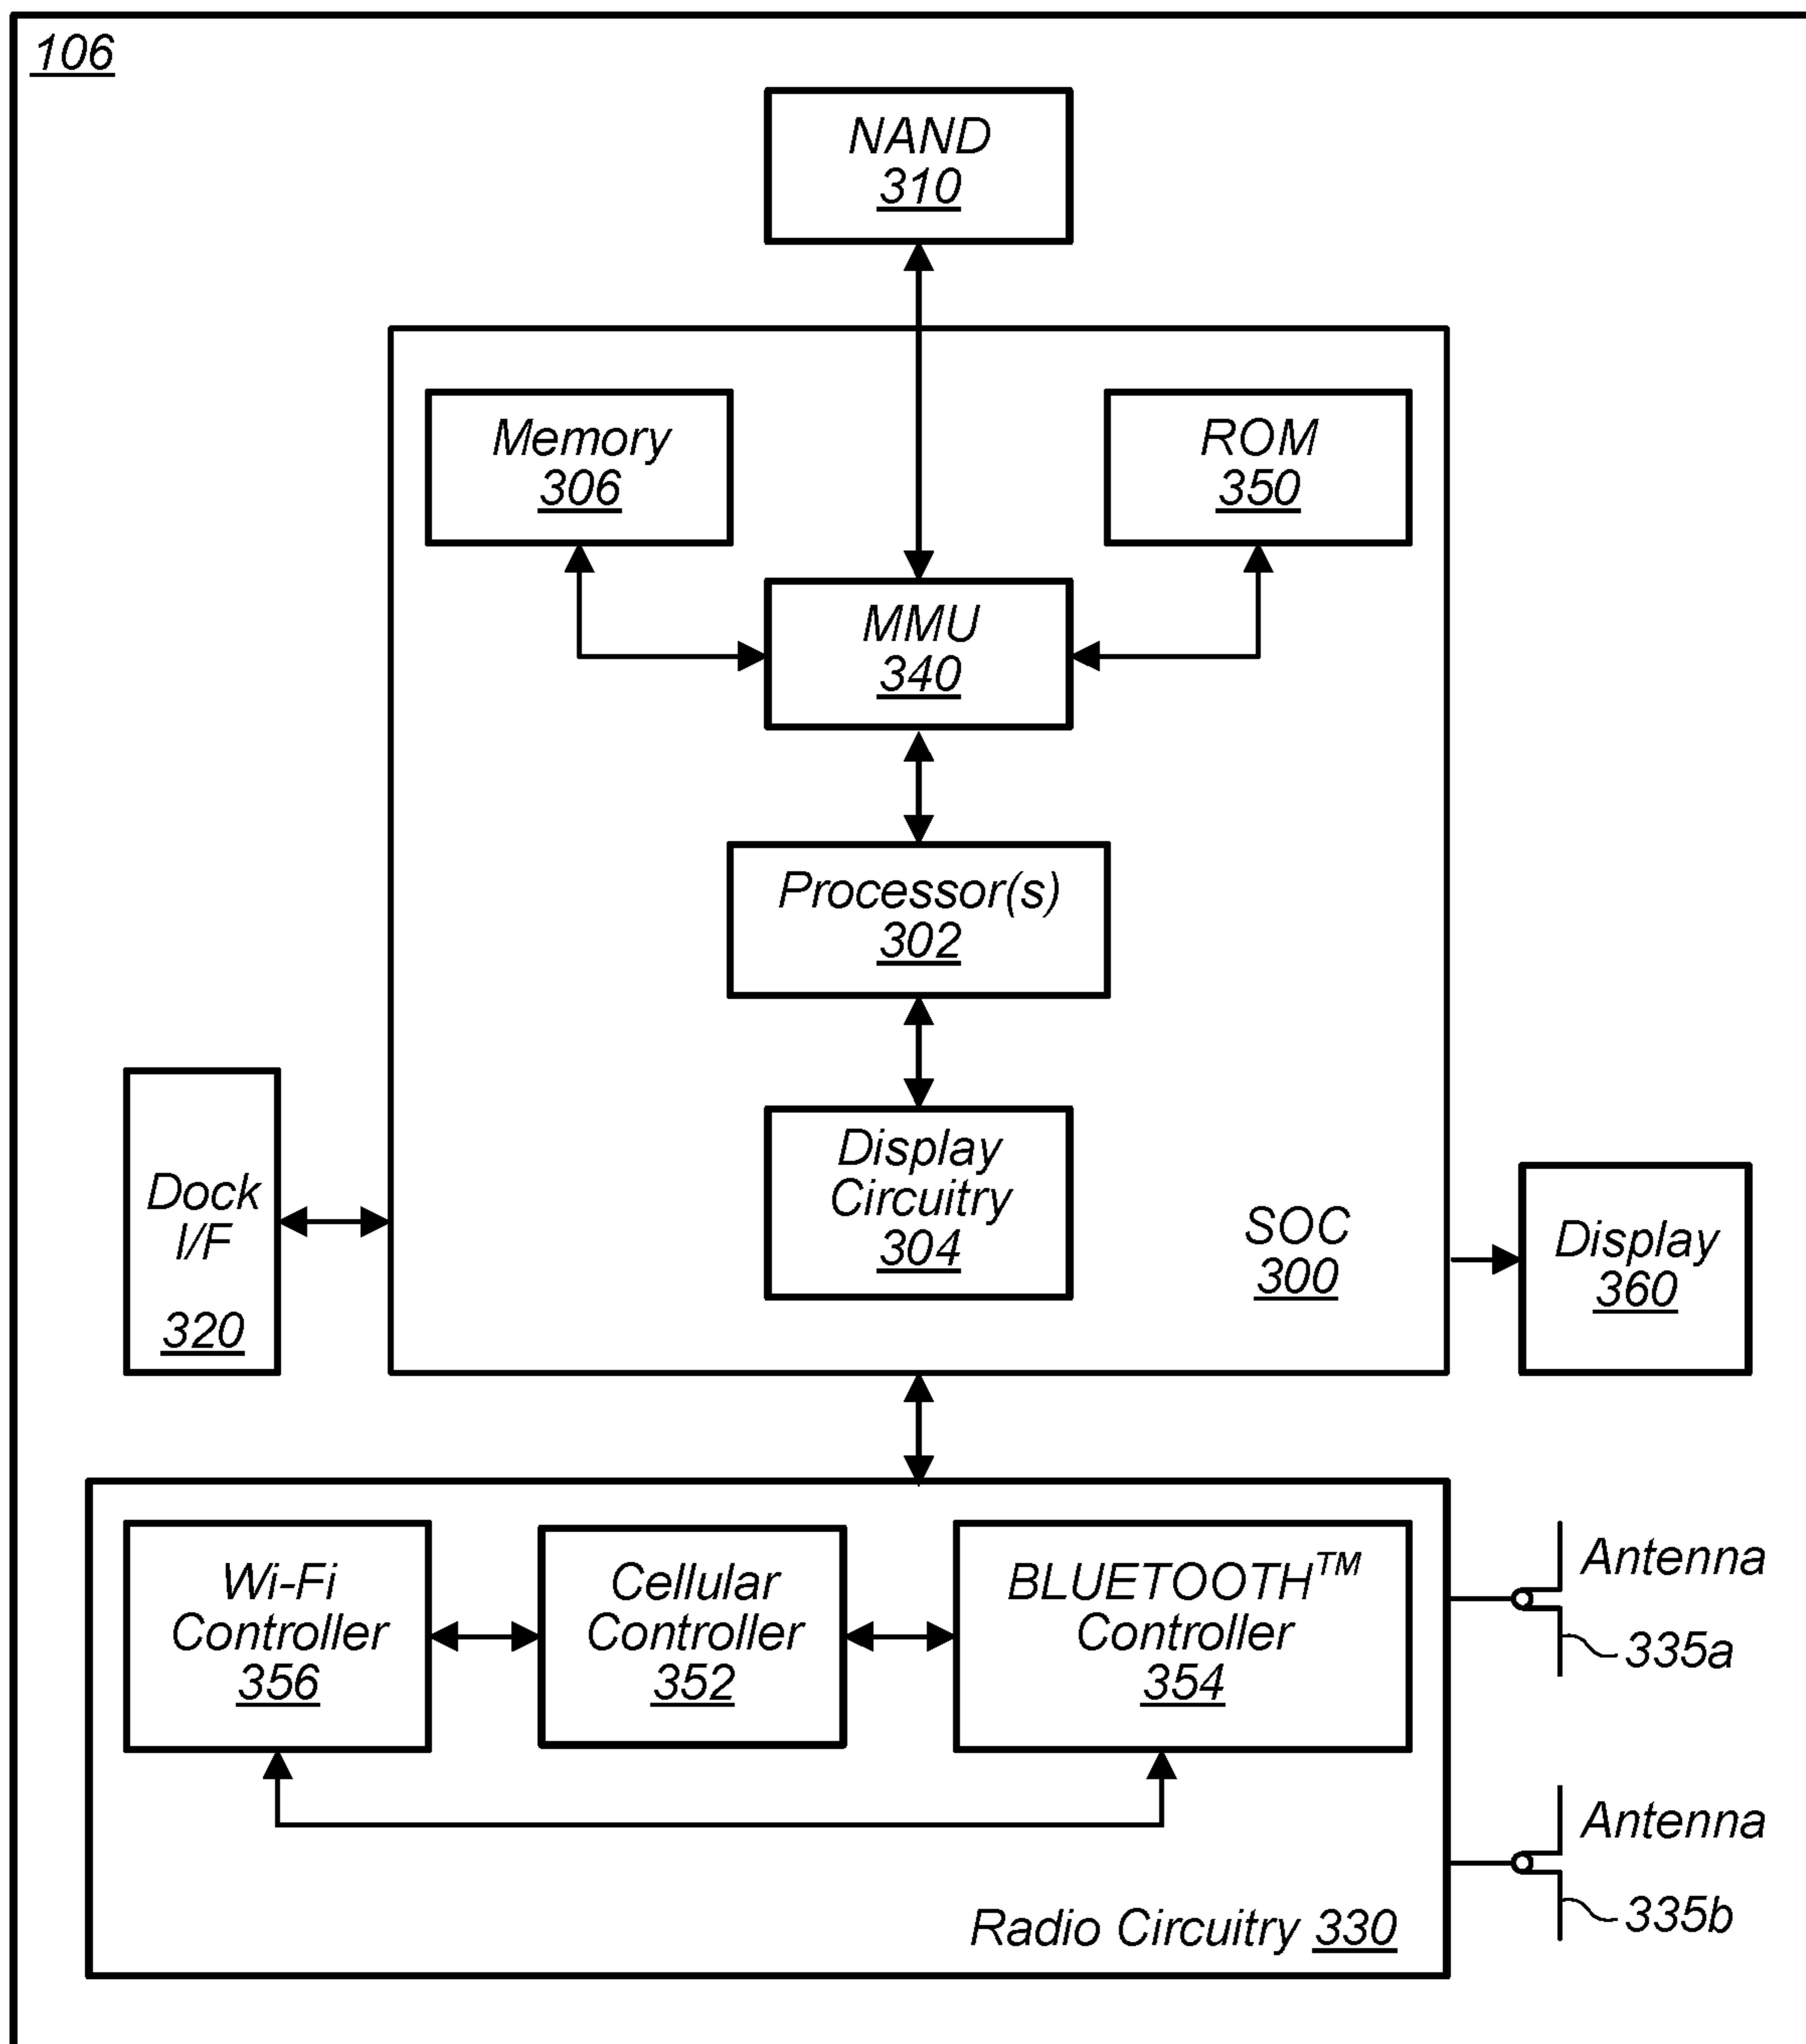 106
NAND
310
Memory
306
ROM
350
MMU
340
Processor(s)
302
Display
Circuitry
304
SOC
300
Dock
I/F
320
Display
360
Wi-Fi
Controller
356
Cellular
Controller
352
BLUETOOTH™
Controller
354
Radio Circuitry 330
Antenna
335a
Antenna
335b